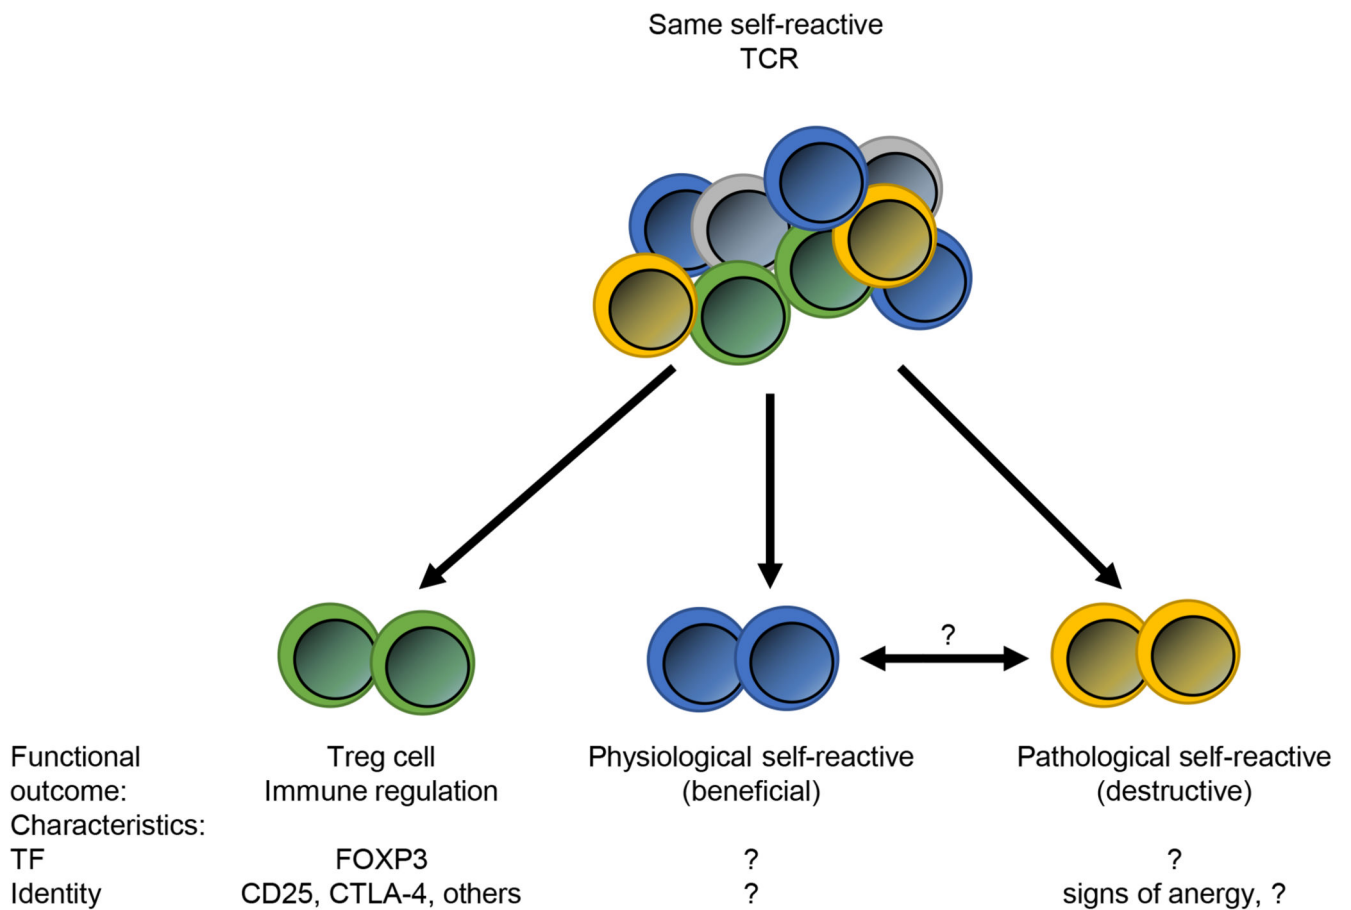 Same self-reactive
TCR
?
Functional outcome:
Treg cell
Immune regulation
Physiological self-reactive
(beneficial)
Pathological self-reactive
(destructive)
Characteristics:
TF FOXP3 ? ?
Identity CD25, CTLA-4, others ? signs of anergy, ?